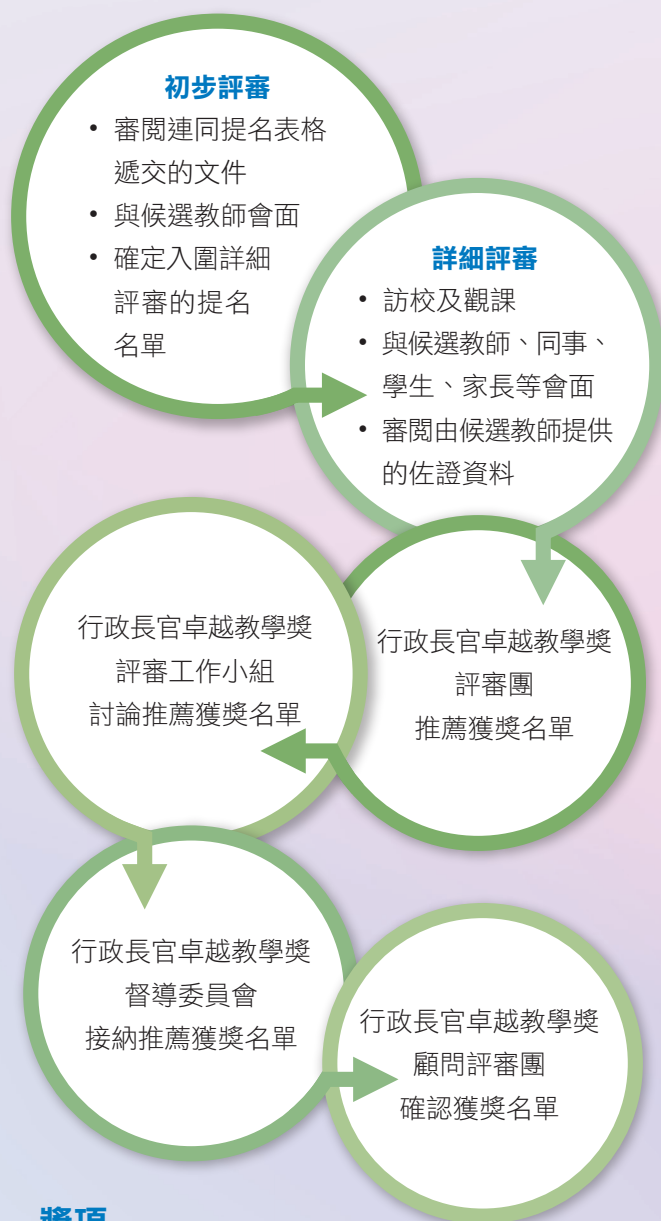 初步評審
• 審閱連同提名表格
遞交的文件
• 與候選教師會面
• 確定入圍詳細
評審的提名
名單
詳細評審
• 訪校及觀課
• 與候選教師、同事、
學生、家長等會面
• 審閱由候選教師提供
的佐證資料
行政長官卓越教學獎
評審團
推薦獲獎名單
行政長官卓越教學獎
評審工作小組
討論推薦獲獎名單
行政長官卓越教學獎
督導委員會
接納推薦獲獎名單
行政長官卓越教學獎
顧問評審團
確認獲獎名單
獎項